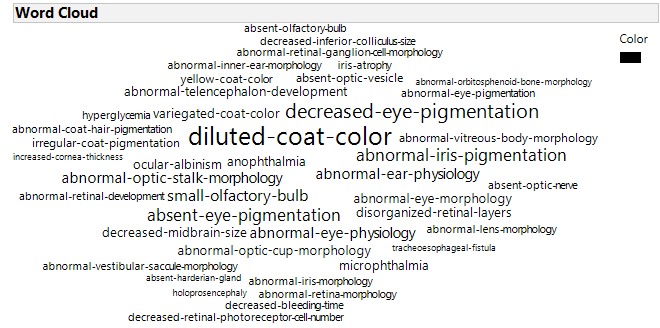 Word Cloud
Color
absent-olfactory-bulb
decreased-inferior-colliculus-size
abnormal-retinal-ganglion-cell-morphology
abnormal-inner-ear-morphology iris-atrophy
yellow-coat-color absent-optic-vesicle abnormal-orbitosphenoid-bone-morphology
abnormal-telencephalon-development abnormal-eye-pigmentation
hyperglycemia variegated-coat-color decreased-eye-pigmentation
abnormal-coat-hair-pigmentation diluted-coat-color abnormal-vitreous-body-morphology
irregular-coat-pigmentation
increased-cornea-thickness ocular-albinism anophthalmia abnormal-iris-pigmentation
abnormal-optic-stalk-morphology abnormal-ear-physiology
absent-optic-nerve
abnormal-retinal-development small-olfactory-bulb abnormal-eye-morphology
absent-eye-pigmentation disorganized-retinal-layers
decreased-midbrain-size abnormal-eye-physiology abnormal-lens-morphology
abnormal-optic-cup-morphology tracheoesophageal-fistula
abnormal-vestibular-saccule-morphology microphthalmia
absent-harderian-gland abnormal-iris-morphology
holoprosencephaly abnormal-retina-morphology
decreased-bleeding-time
decreased-retinal-photoreceptor-cell-number